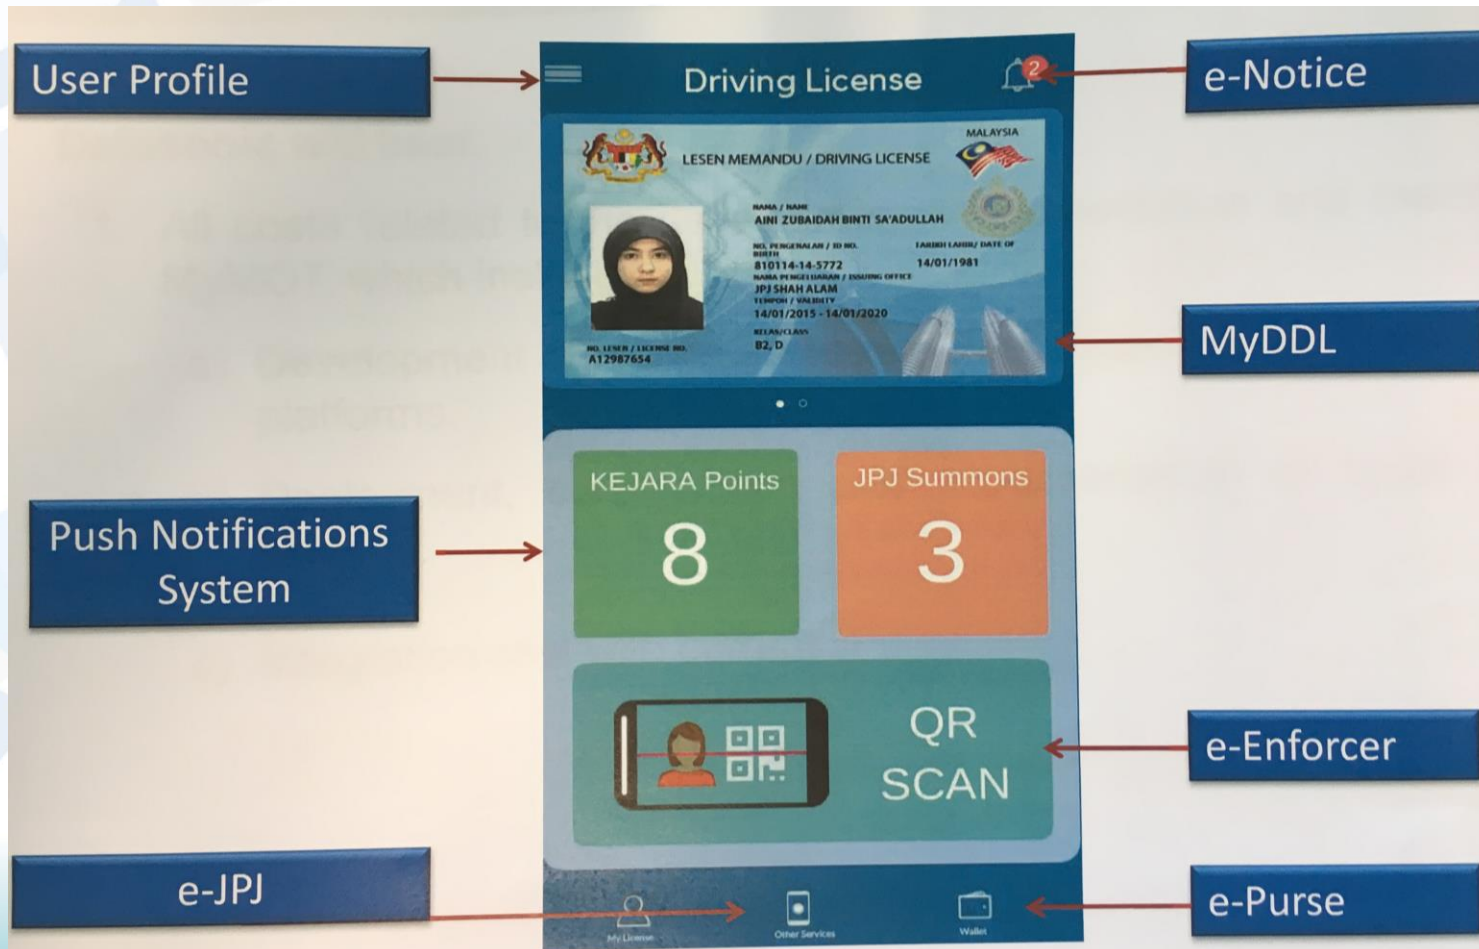 User Profile
Driving License
2
e-Notice
MALAYSIA
LESEN MEMANDU / DRIVING LICENSE
NAMA / NAME
AINI ZUBAIDAH BINTI SA'ADULLAH
NO. PENGENALAN / ID NO.
TARIKH LAHIR/ DATE OF
BIRTH
810114-14-5772
14/01/1981
NAMA PENGELUARAN / ISSUING OFFICE
JPJ SHAH ALAM
TEMPOH / VALIDITY
14/01/2015 - 14/01/2020
KELAS/CLASS
B2, D
NO. LESEN / LICENSE NO.
A12987654
MyDDL
KEJARA Points
8
JPJ Summons
3
Push Notifications
System
QR
SCAN
e-Enforcer
e-JPJ
My License
Other Services
Wallet
e-Purse